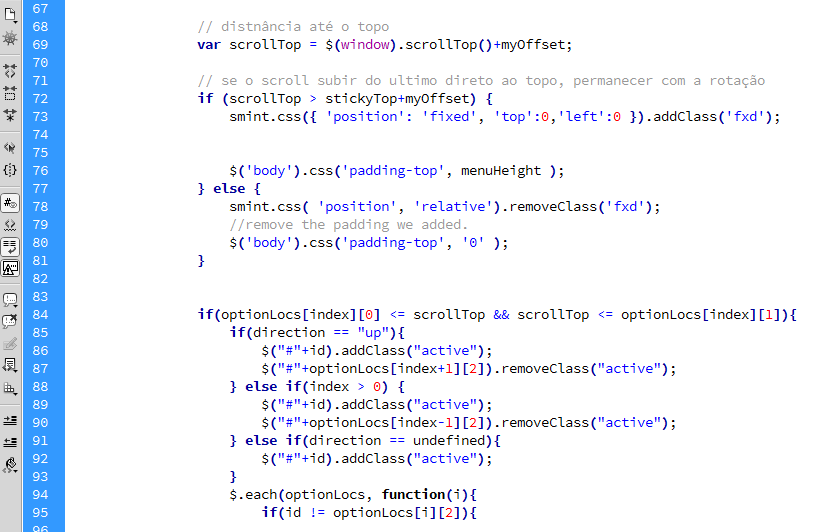 67
68 // distnância até o topo
69 var scrollTop = $(window).scrollTop()+myOffset;
70
71 // se o scroll subir do ultimo direto ao topo, permanecer com a rotação
72 if (scrollTop > stickyTop+myOffset) {
73 smint.css({ 'position': 'fixed', 'top':0,'left':0 }).addClass('fxd');
74
75
76 $('body').css('padding-top', menuHeight );
77 } else {
78 smint.css( 'position', 'relative').removeClass('fxd');
79 //remove the padding we added.
80 $('body').css('padding-top', '0' );
81 }
82
83
84 if(optionLocs[index][0] <= scrollTop && scrollTop <= optionLocs[index][1]){
85 if(direction == "up"){
86 $("#"+id).addClass("active");
87 $("#"+optionLocs[index+1][2]).removeClass("active");
88 } else if(index > 0) {
89 $("#"+id).addClass("active");
90 $("#"+optionLocs[index-1][2]).removeClass("active");
91 } else if(direction == undefined){
92 $("#"+id).addClass("active");
93 }
94 $.each(optionLocs, function(i){
95 if(id != optionLocs[i][2]){
96